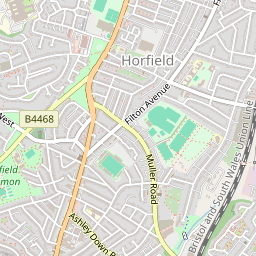 Horfield
Filton Avenue
B4468
West
Muller Road
field
mon
Ashley Down
Bristol and South Wales Union Line